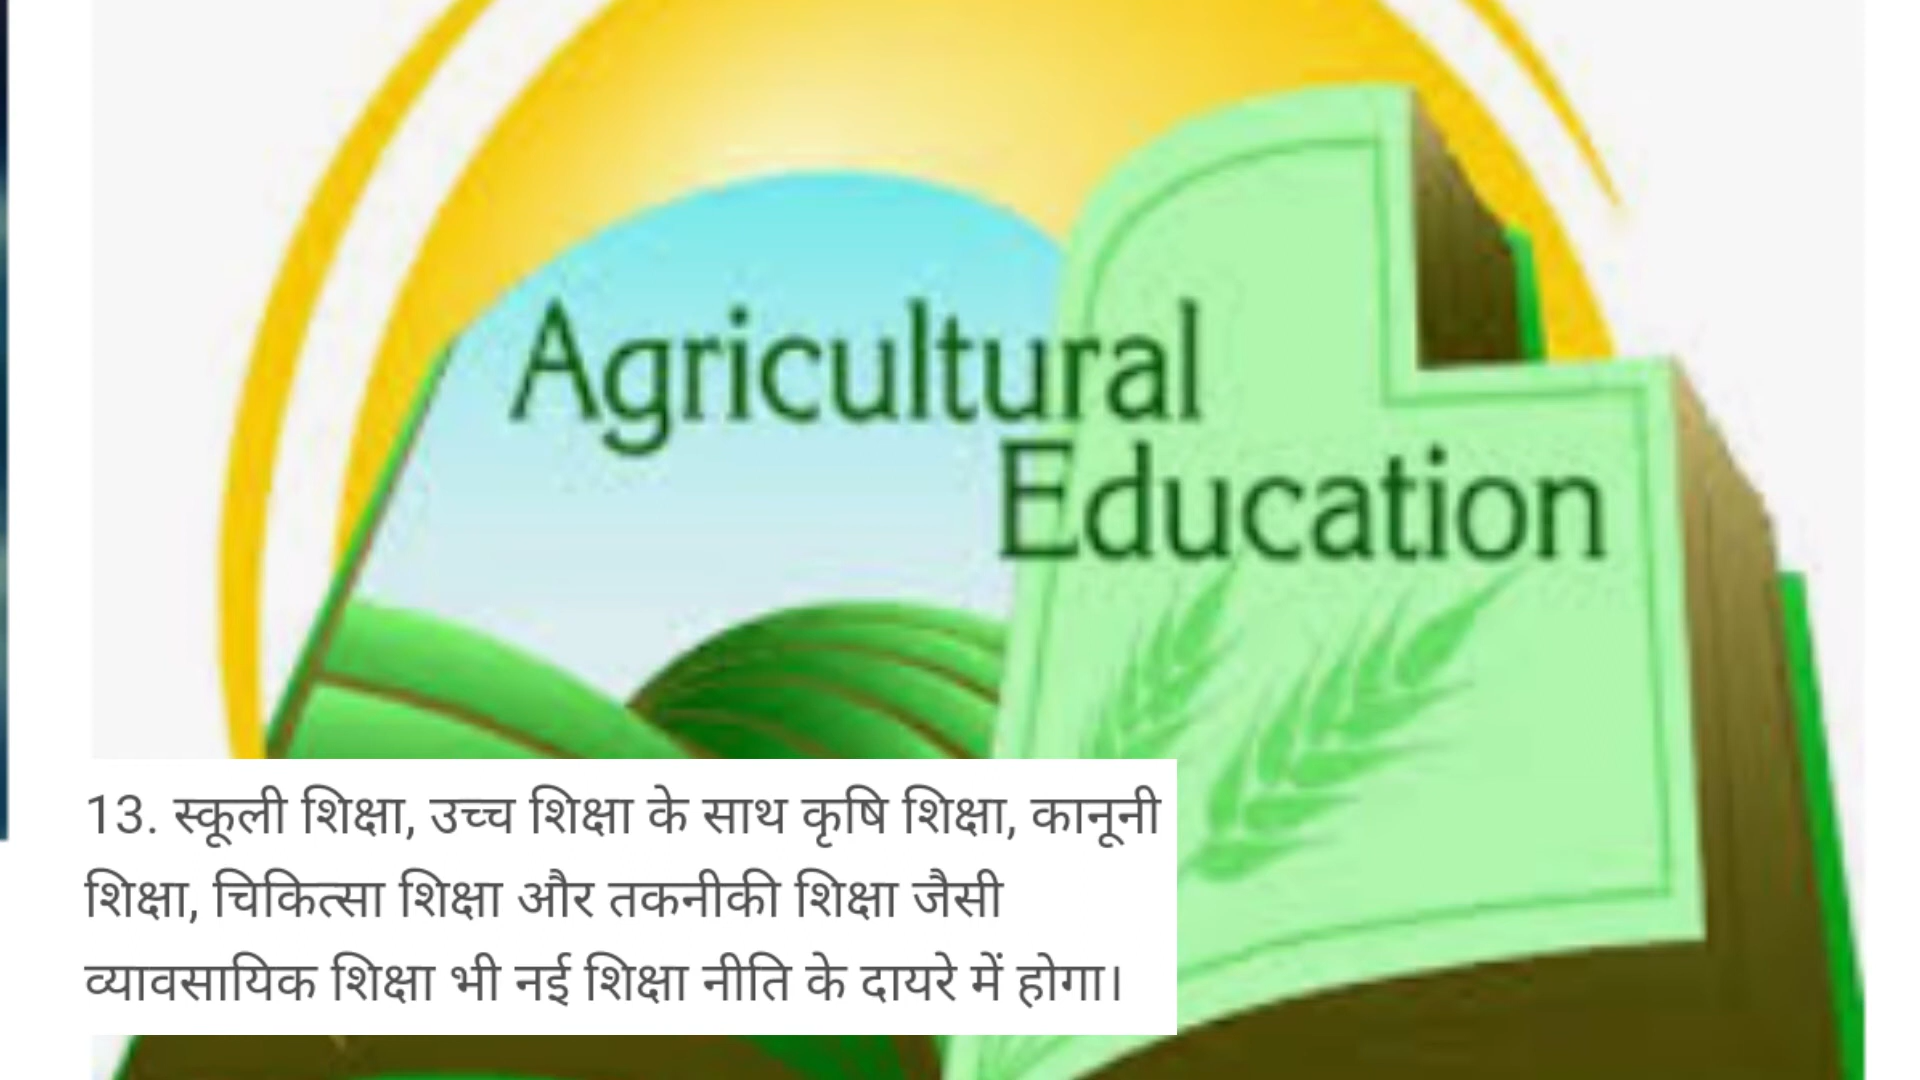 Agricultural
Education
13. स्कूली शिक्षा, उच्च शिक्षा के साथ कृषि शिक्षा, कानूनी
शिक्षा, चिकित्सा शिक्षा और तकनीकी शिक्षा जैसी
व्यावसायिक शिक्षा भी नई शिक्षा नीति के दायरे में होगा।